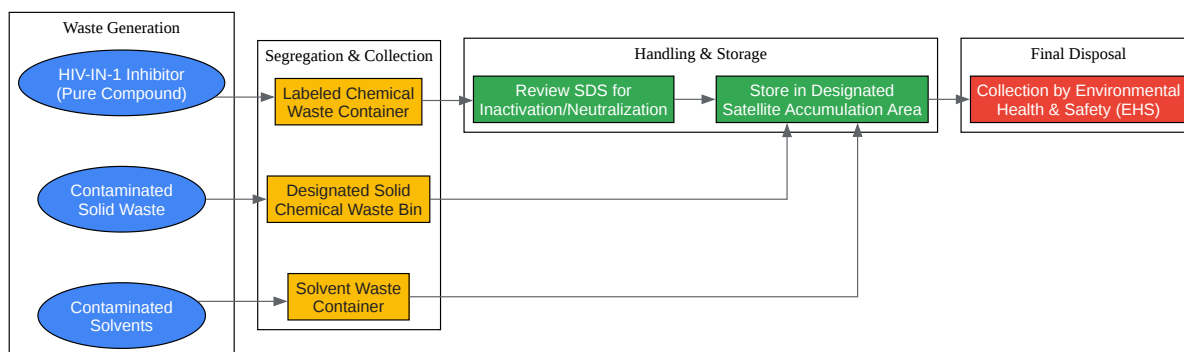 Waste Generation
HIV-IN-1 Inhibitor
(Pure Compound)
Contaminated
Solid Waste
Contaminated
Solvents
Segregation & Collection
Labeled Chemical
Waste Container
Designated Solid
Chemical Waste Bin
Solvent Waste
Container
Handling & Storage
Review SDS for
Inactivation/Neutralization
Store in Designated
Satellite Accumulation Area
Final Disposal
Collection by Environmental
Health & Safety (EHS)